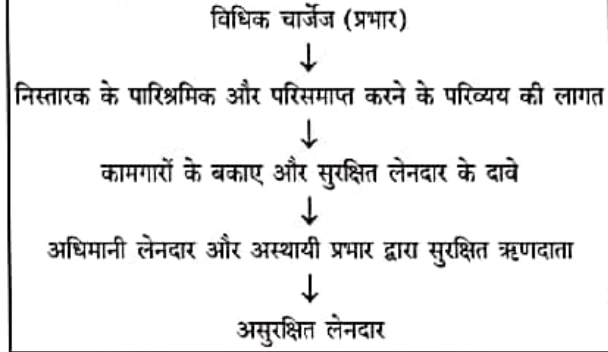 विधिक चार्जेज (प्रभार)
निस्तारक के पारिश्रमिक और परिसमाप्त करने के परिव्यय की लागत
कामगारों के बकाए और सुरक्षित लेनदार के दावे
अधिमानी लेनदार और अस्थायी प्रभार द्वारा सुरक्षित ऋणदाता
असुरक्षित लेनदार